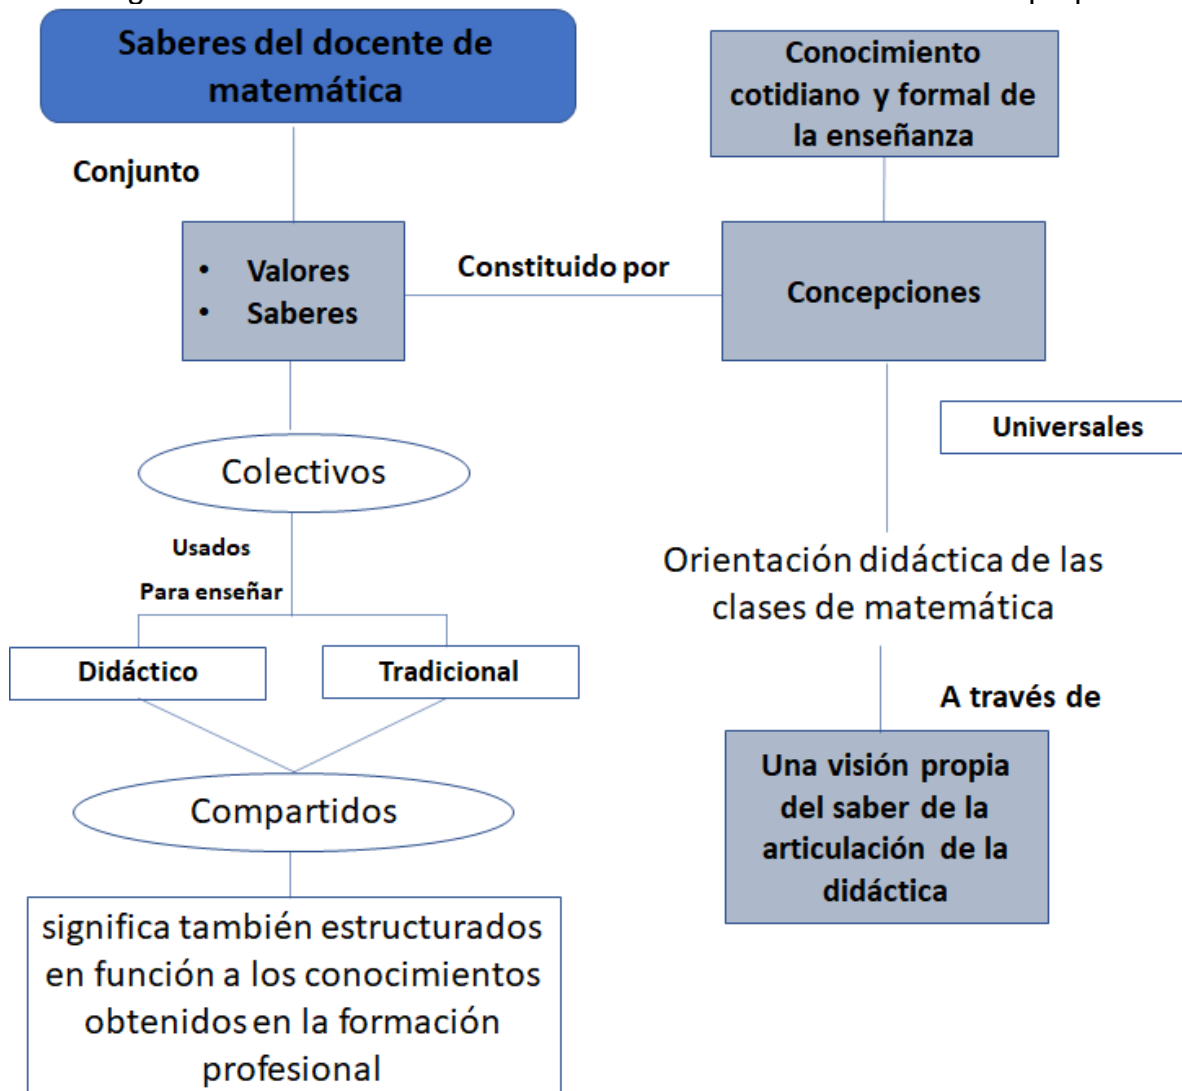 Saberes del docente de
matemática
Conocimiento
cotidiano y formal de
la enseñanza
Conjunto
• Valores
• Saberes
Constituido por
Concepciones
Universales
Colectivos
Usados
Para enseñar
Orientación didáctica de las
clases de matemática
Didáctico
Tradicional
A través de
Una visión propia
del saber de la
articulación de la
didáctica
Compartidos
significa también estructurados
en función a los conocimientos
obtenidos en la formación
profesional